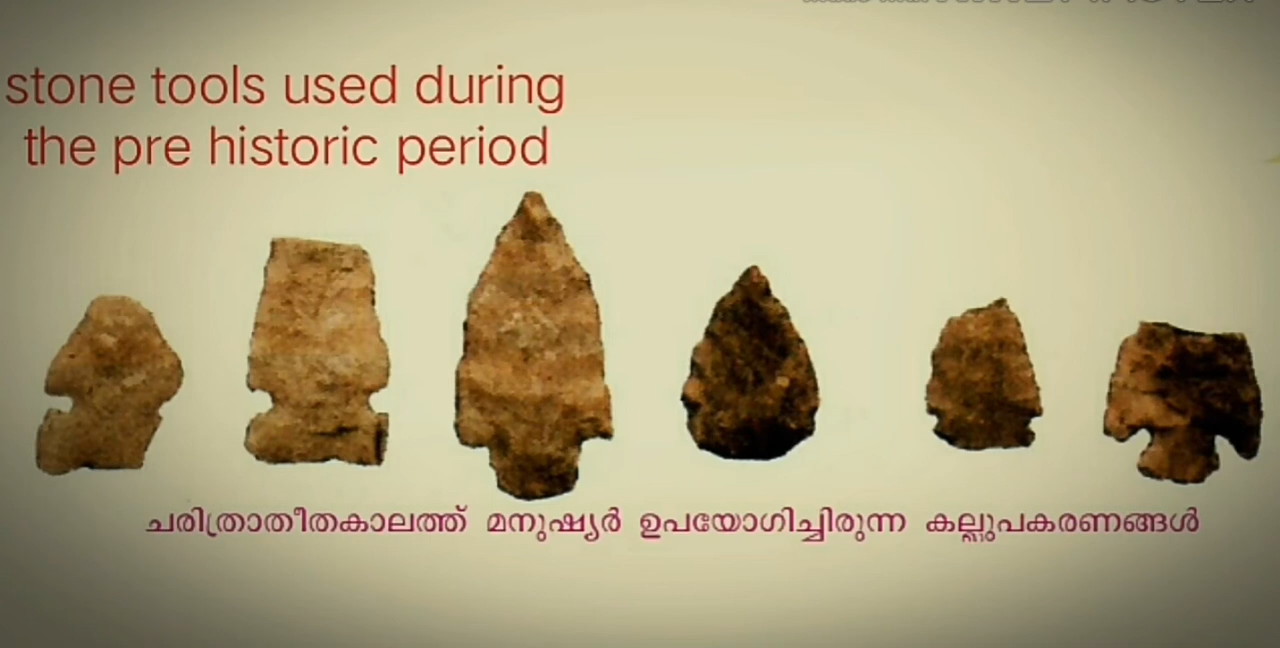 stone tools used during
the pre historic period
ചരിത്രാതീതകാലത്ത് മനുഷ്യർ ഉപയോഗിച്ചിരുന്ന കല്ലുപകരണങ്ങൾ